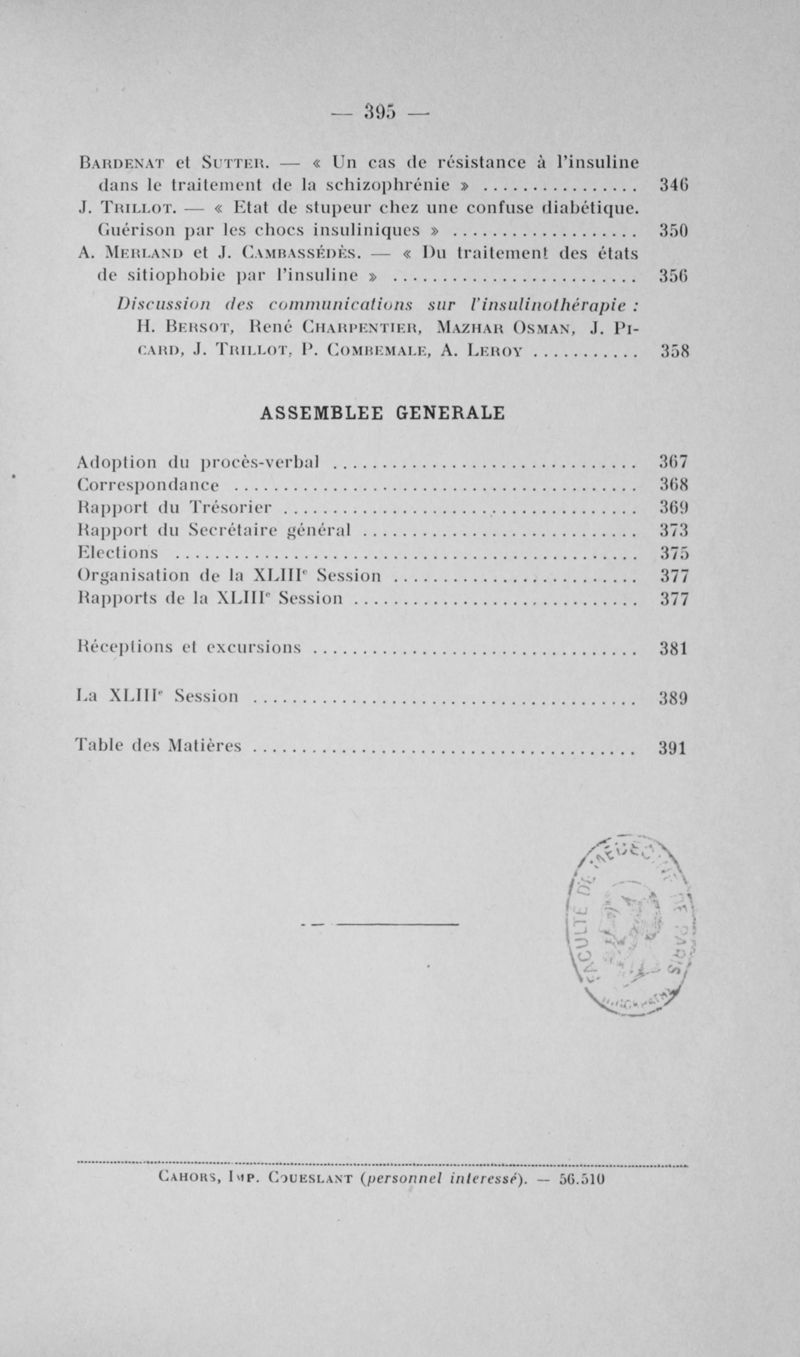 — 395 —
BARDENAT et SUTTER. — « Un cas de résistance à l'insuline
dans le traitement de la schizophrénie » ................ 346
J. TRILLOT. — « Etat de stupeur chez une confuse diabétique.
Guérison par les chocs insuliniques » ................... 350
A. MERLAND et J. CAMBASSÉDÈS. — « Du traitement des états
de sitiophobie par l'insuline » ......................... 356
Discussion des communications sur l'insulinothérapie :
H. BERSOT, René CHARPENTIER, MAZHAR OSMAN, J. PI-
CARD, J. TRILLOT, P. COMBEMALE, A. LEROY ........... 358
ASSEMBLEE GENERALE
Adoption du procès-verbal ............................... 367
Correspondance ......................................... 368
Rapport du Trésorier .................................... 369
Rapport du Secrétaire général ............................ 373
Elections ............................................... 375
Organisation de la XLIIIe Session ......................... 377
Rapports de la XLIIIe Session ............................. 377
Réceptions et excursions ................................. 381
La XLIIIe Session ....................................... 389
Table des Matières ....................................... 391
FACULTÉ DE MÉDECINE PARIS
CAHORS, IMP. COUESLANT (personnel interessé). — 56.510